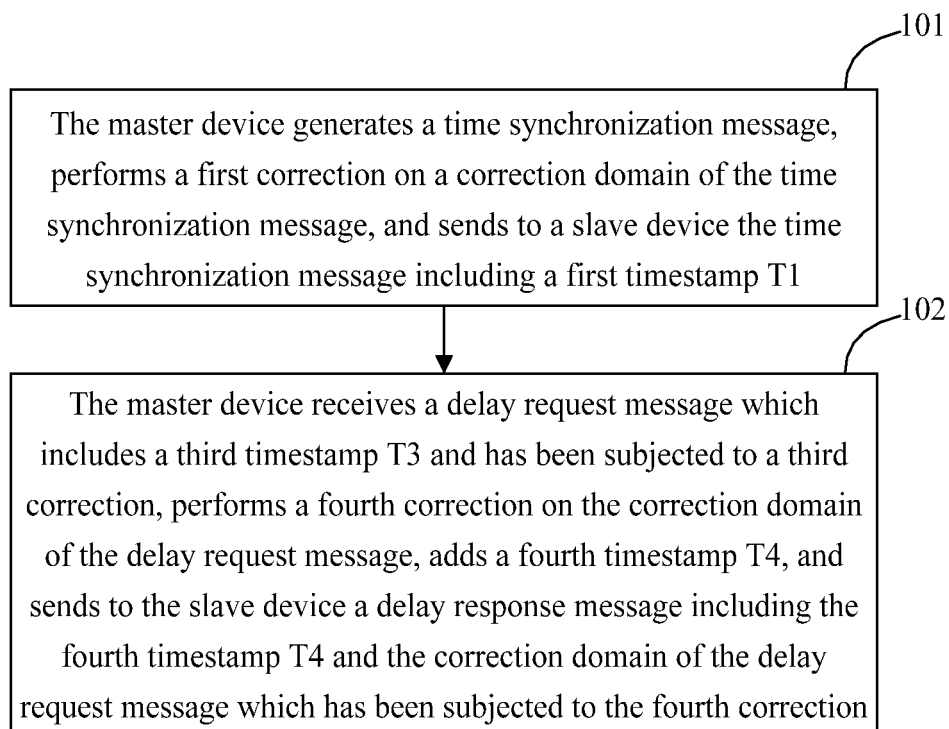 101
The master device generates a time synchronization message,
performs a first correction on a correction domain of the time
synchronization message, and sends to a slave device the time
synchronization message including a first timestamp T1
102
The master device receives a delay request message which
includes a third timestamp T3 and has been subjected to a third
correction, performs a fourth correction on the correction domain
of the delay request message, adds a fourth timestamp T4, and
sends to the slave device a delay response message including the
fourth timestamp T4 and the correction domain of the delay
request message which has been subjected to the fourth correction